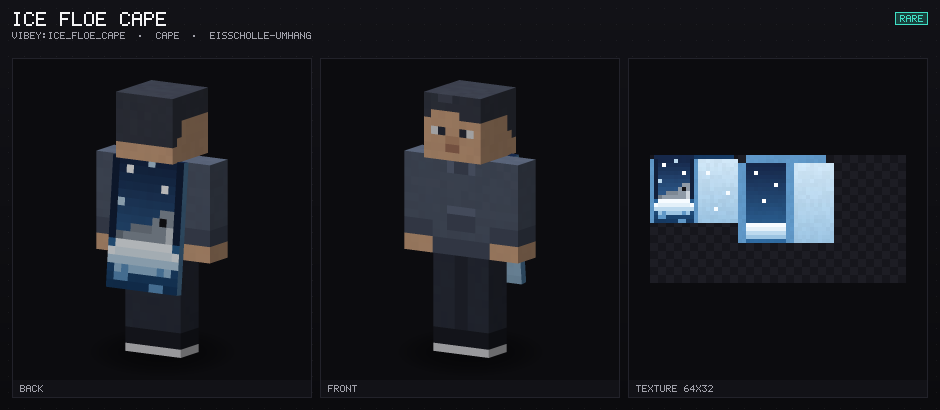 ICE FLOE CAPE
RARE
VIBEY:ICE_FLOE_CAPE • CAPE • EISSCHOLLE-UMHANG
BACK
FRONT
TEXTURE 64X32